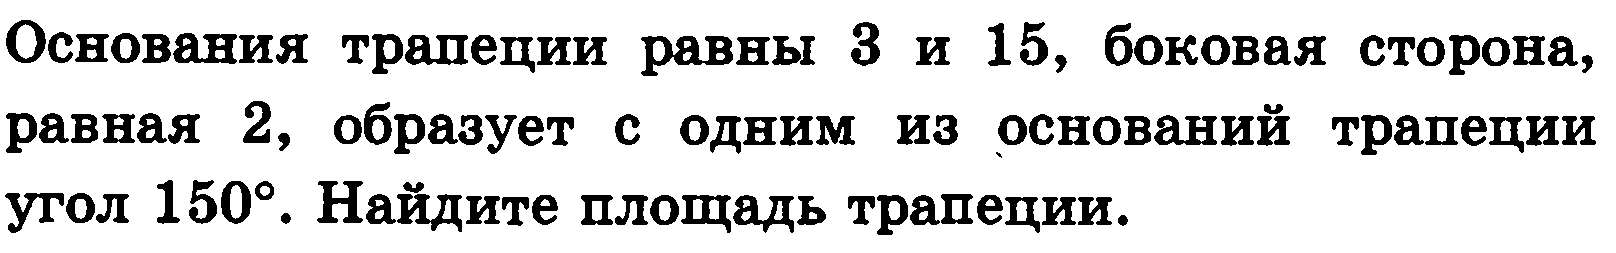 Основания трапеции равны 3 и 15, боковая сторона,
равная 2, образует с одним из оснований трапеции
угол 150°. Найдите площадь трапеции.